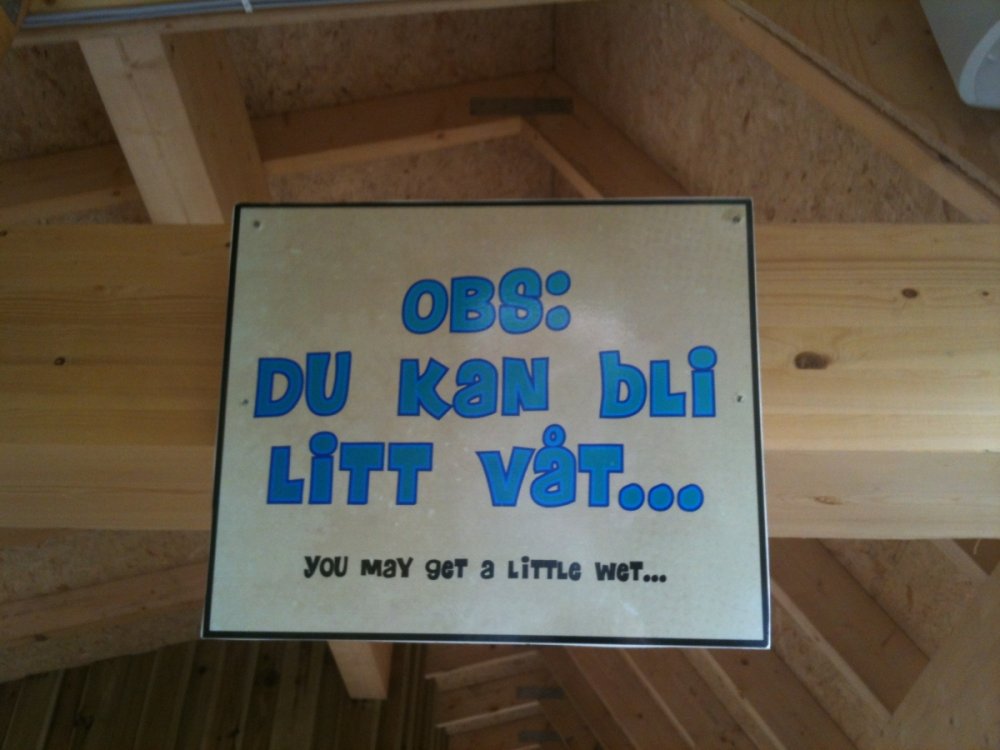 OBS:
DU KAN BLI
LITT VÅT...
YOU MAY GET A LITTLE WET...